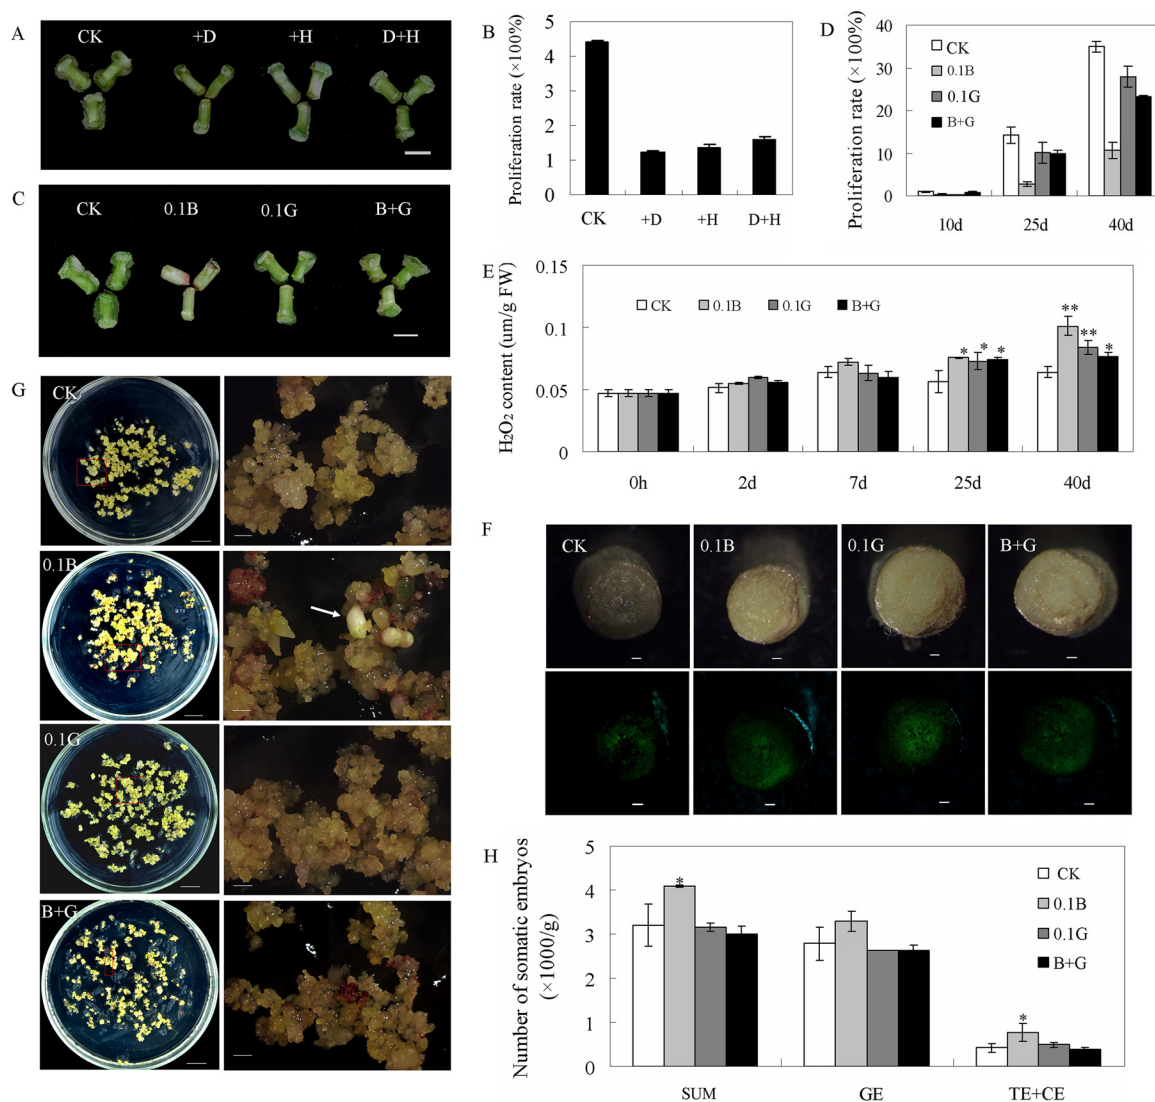 A
CK +D +H D+H
B
Proliferation rate (×100%)
5
4
3
2
1
0
CK +D +H D+H
C
CK 0.1B 0.1G B+G
D
Proliferation rate (×100%)
40
30
20
10
0
CK
0.1B
0.1G
B+G
10d 25d 40d
E
H₂O₂ content (um/g FW)
0.15
0.1
0.05
0
CK 0.1B 0.1G B+G
* * *
** ** *
0h 2d 7d 25d 40d
F
CK 0.1B 0.1G B+G
G
CK
0.1B
0.1G
B+G
H
Number of somatic embryos
(×1000/g)
5
4
3
2
1
0
CK
0.1B
0.1G
B+G
*
*
SUM GE TE+CE